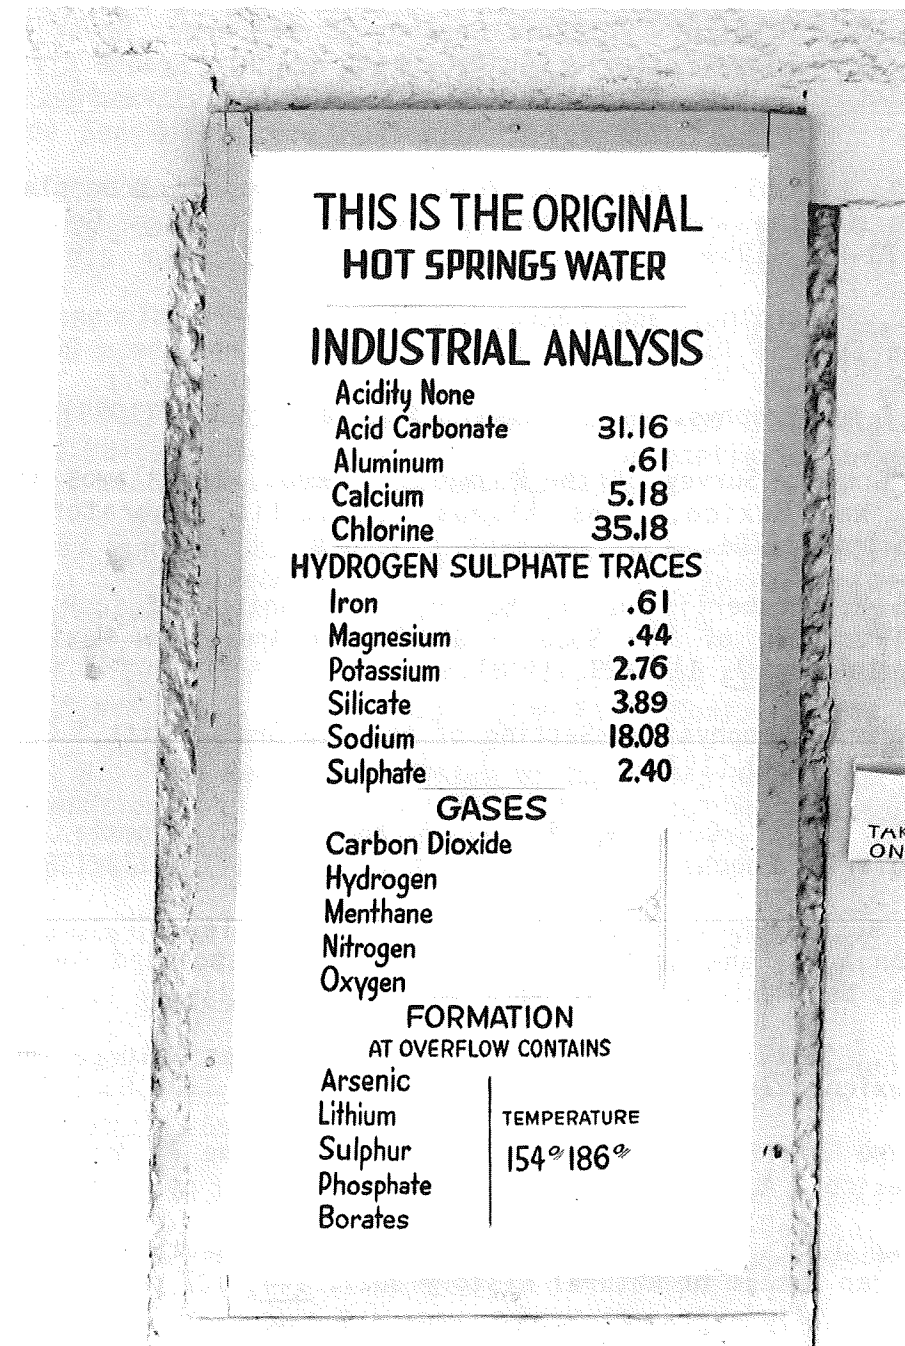 THIS IS THE ORIGINAL
HOT SPRINGS WATER
INDUSTRIAL ANALYSIS
Acidity None
Acid Carbonate 31.16
Aluminum .61
Calcium 5.18
Chlorine 35.18
HYDROGEN SULPHATE TRACES
Iron .61
Magnesium .44
Potassium 2.76
Silicate 3.89
Sodium 18.08
Sulphate 2.40
GASES
Carbon Dioxide
Hydrogen
Menthane
Nitrogen
Oxygen
FORMATION
AT OVERFLOW CONTAINS
Arsenic
Lithium
Sulphur
Phosphate
Borates
TEMPERATURE
154° 186°
TAK
ON